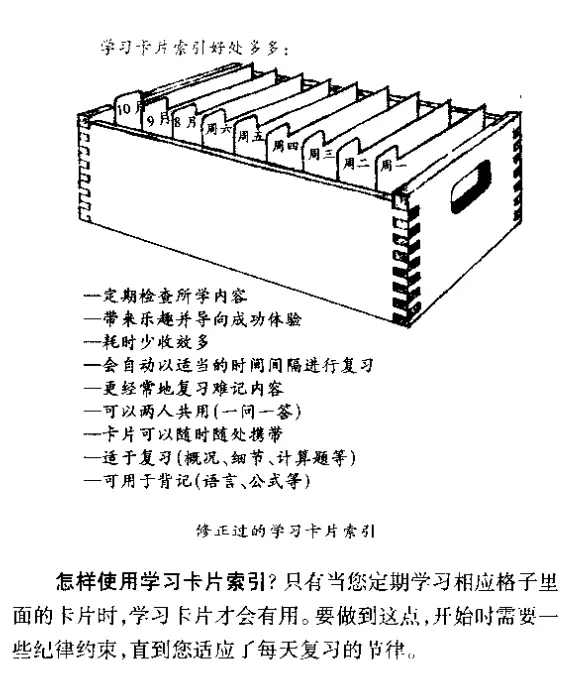 学习卡片索引好处多多：
10月
9月
8月
周六
周五
周四
周三
周二
周一
—定期检查所学内容
—带来乐趣并导向成功体验
—耗时少收效多
—会自动以适当的时间间隔进行复习
—更经常地复习难记内容
—可以两人共用(一问一答)
—卡片可以随时随处携带
—适于复习(概况、细节、计算题等)
—可用于背记(语言、公式等)
修正过的学习卡片索引
怎样使用学习卡片索引？只有当您定期学习相应格子里
面的卡片时，学习卡片才会有用。要做到这点，开始时需要一
些纪律约束，直到您适应了每天复习的节律。